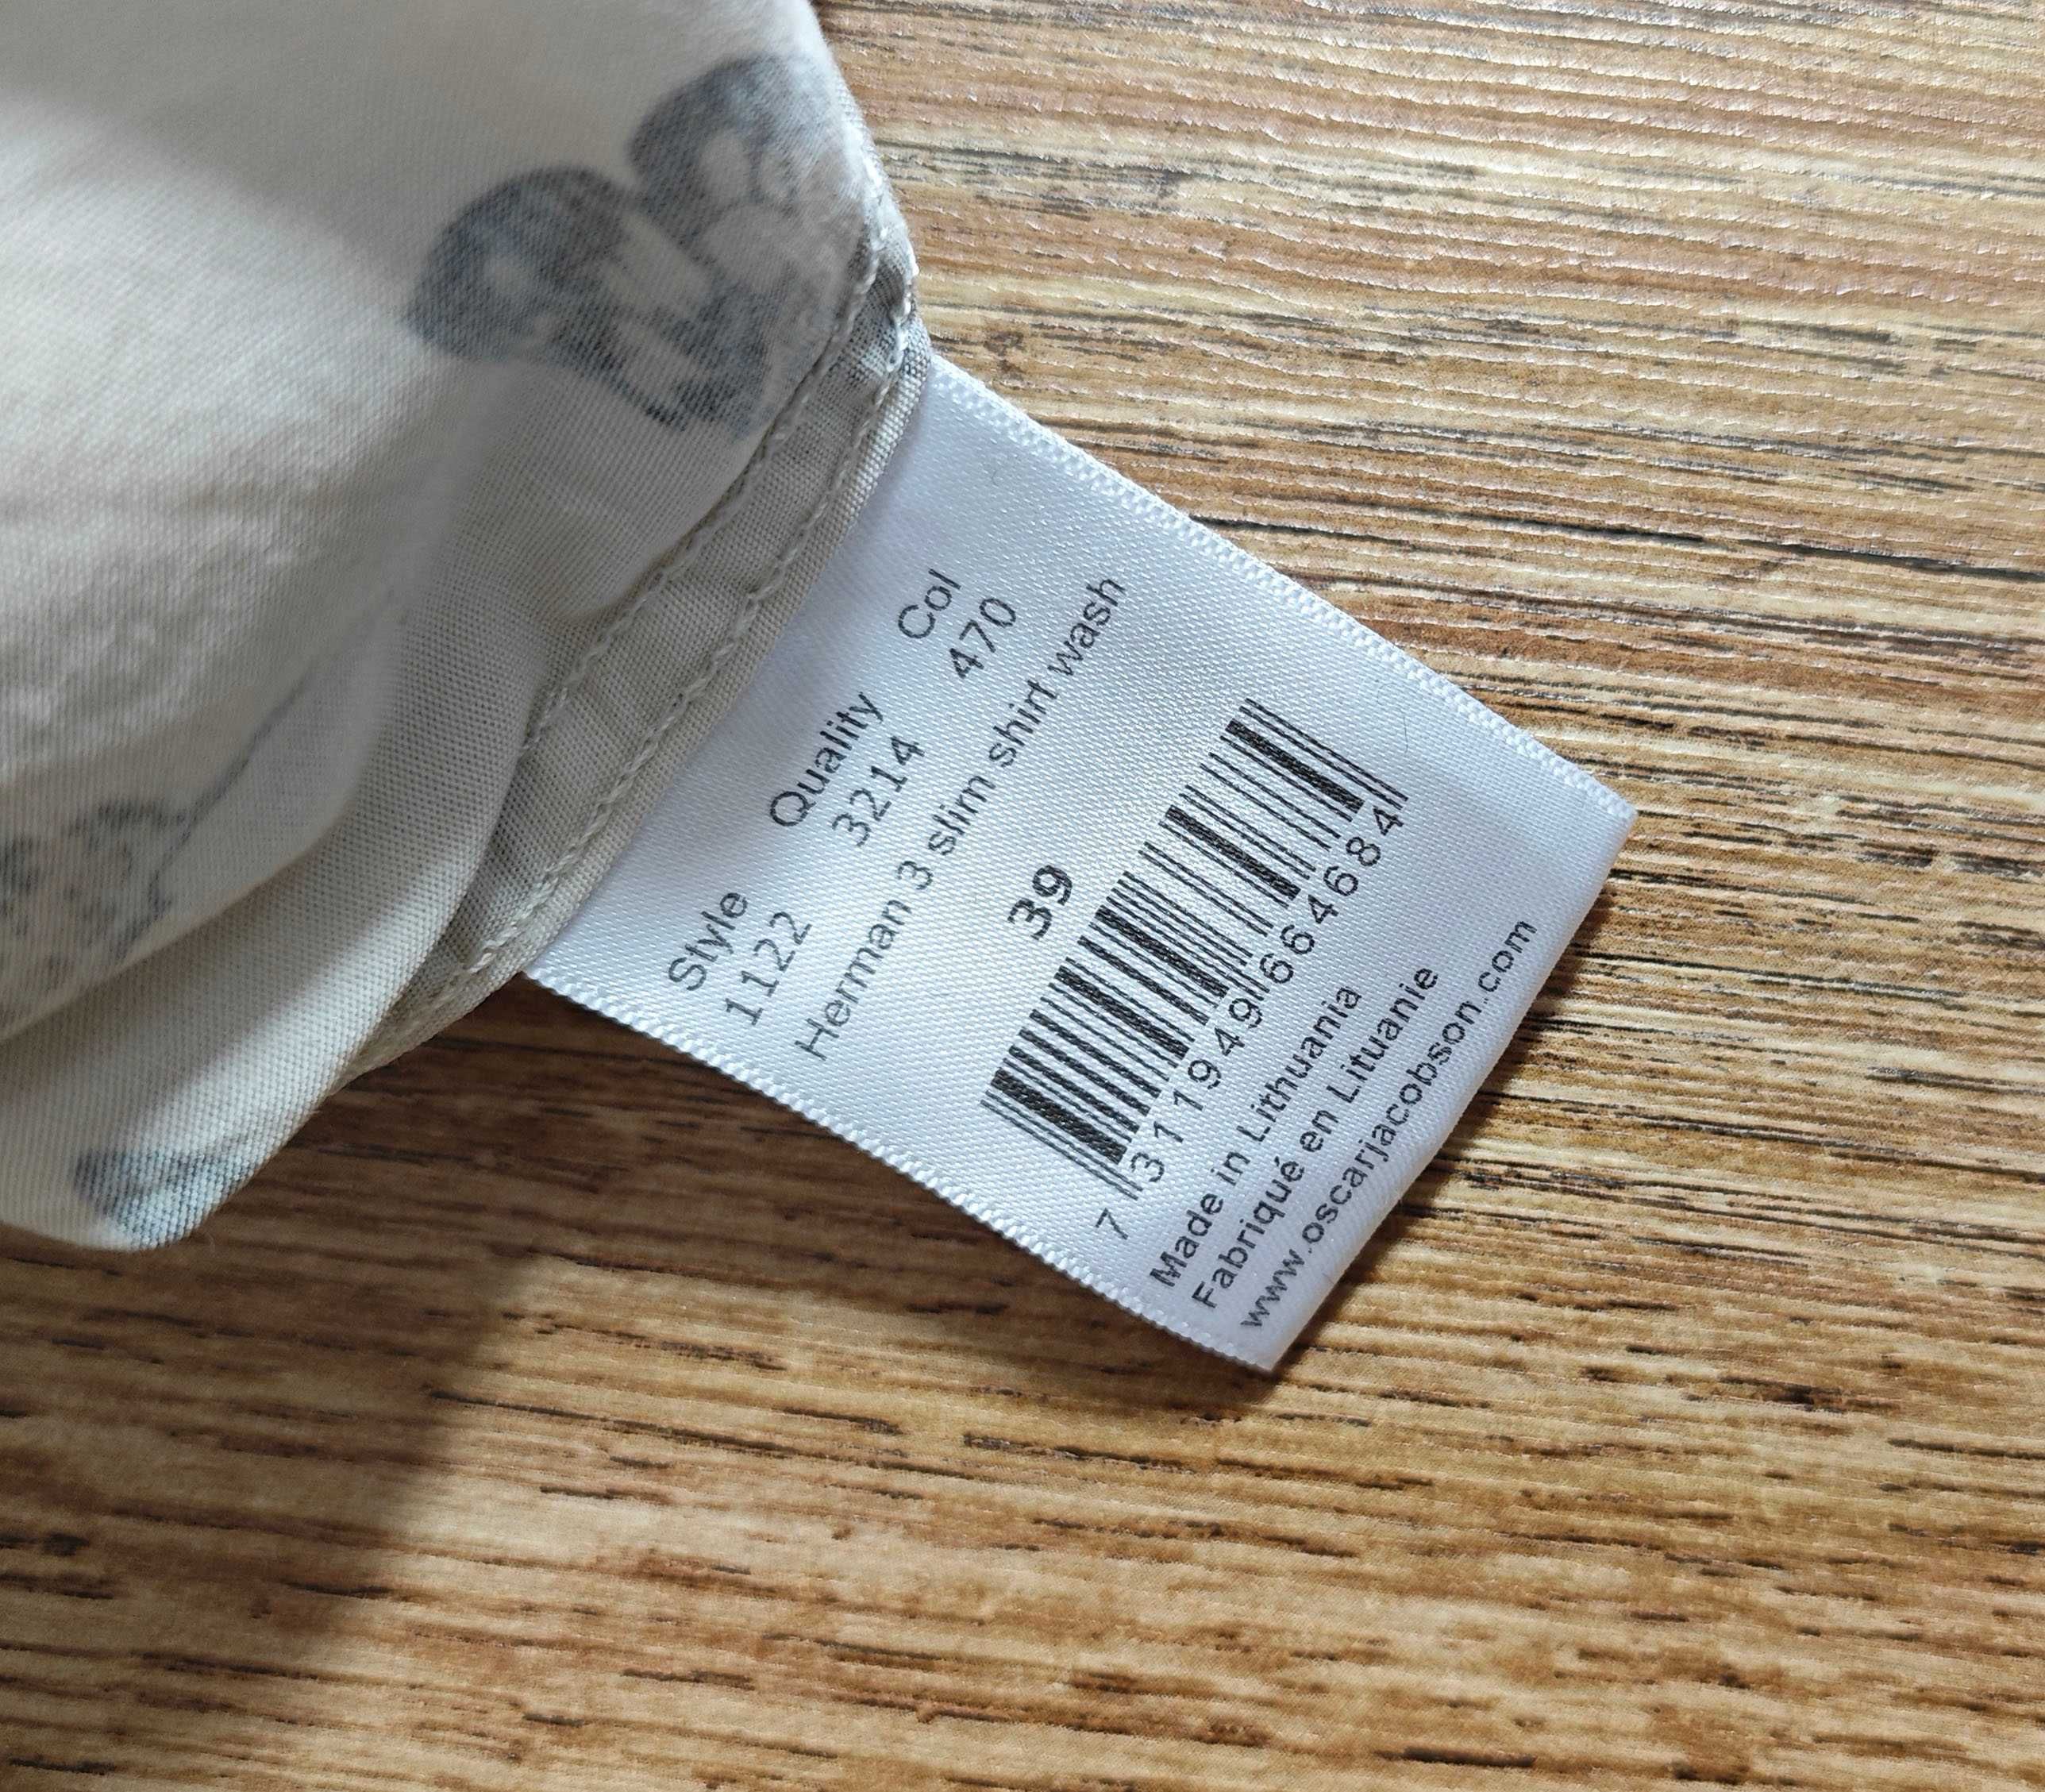 Style Quality Col
1122 3214 470
Herman 3 slim shirt wash
39
7 311949 664684
Made in Lithuania
Fabriqué en Lituanie
www.oscarjacobson.com